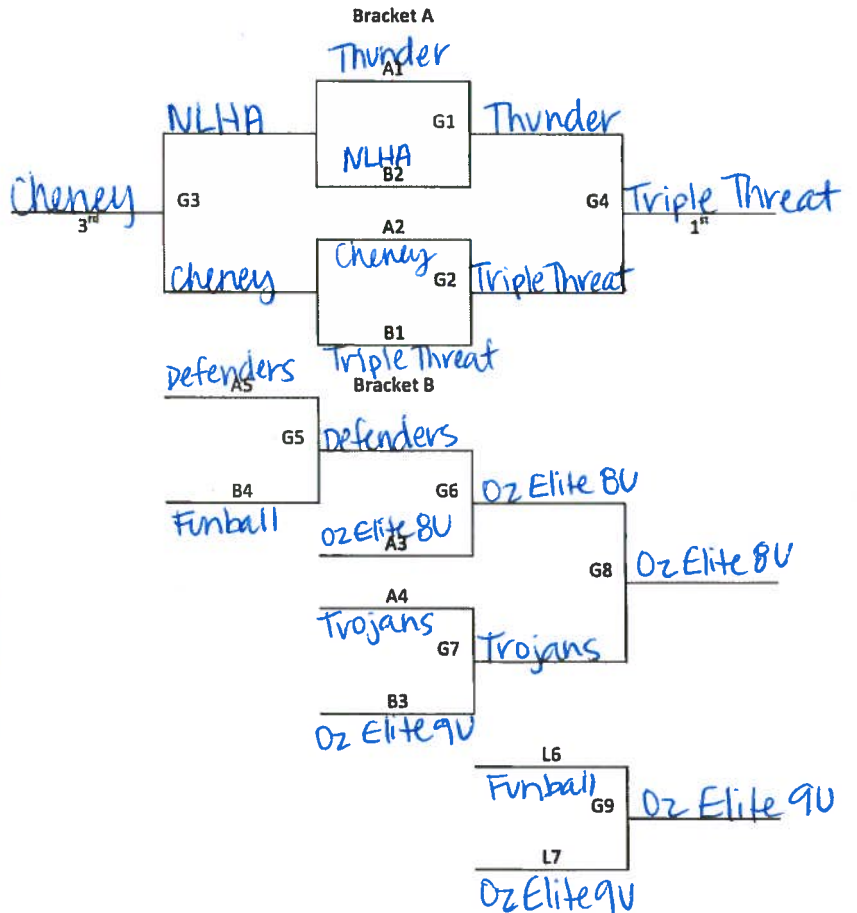 Bracket A
Thunder
A1
NLHA
G1
Thunder
NLHA
B2
Cheney
3rd
G3
G4
Triple Threat
1st
A2
Cheney
Cheney
G2
Triple Threat
B1
Triple Threat
Defenders
A5
Bracket B
G5
Defenders
B4
Funball
G6
Oz Elite 8U
Oz Elite 8U
A3
G8
Oz Elite 8U
A4
Trojans
G7
Trojans
B3
Oz Elite 9U
L6
Funball
G9
Oz Elite 9U
L7
Oz Elite 9U